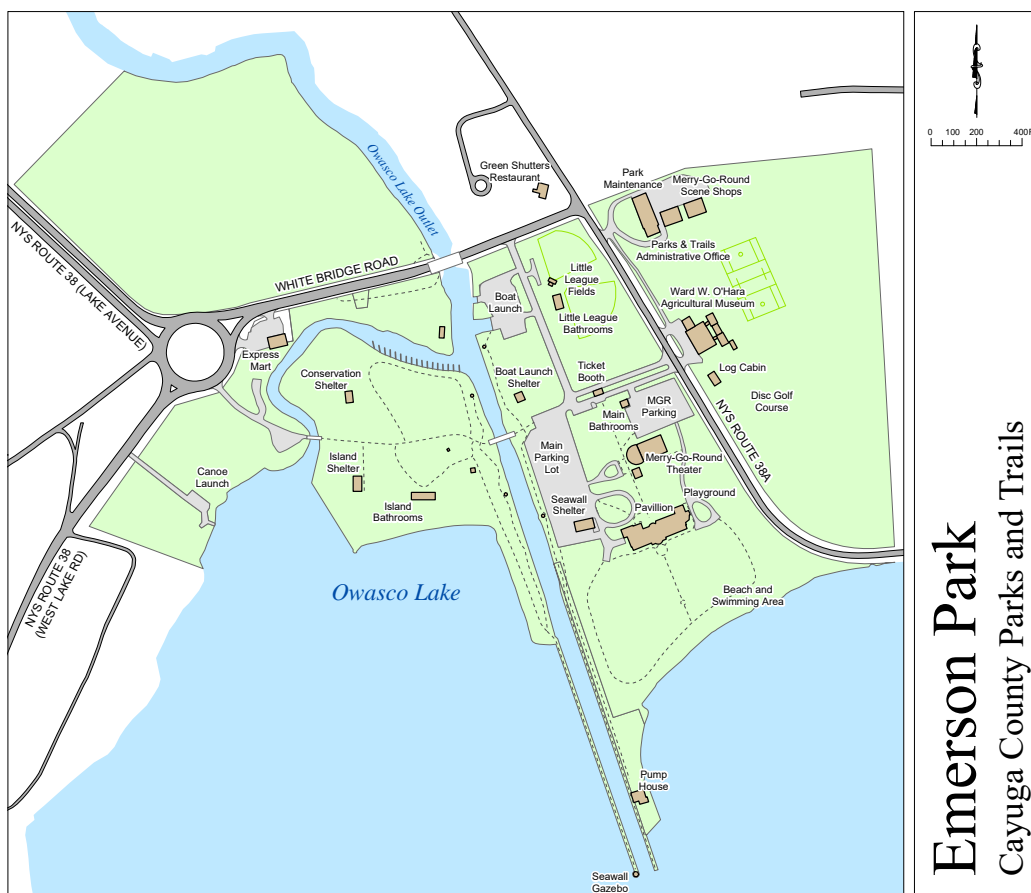 Owasco Lake Outlet
Green Shutters
Restaurant
Park
Maintenance
Merry-Go-Round
Scene Shops
Parks & Trails
Administrative Office
NYS ROUTE 38 (LAKE AVENUE)
WHITE BRIDGE ROAD
Little
League
Fields
Ward W. O'Hara
Agricultural Museum
Boat
Launch
Little League
Bathrooms
Express
Mart
Conservation
Shelter
Boat Launch
Shelter
Ticket
Booth
Log Cabin
Disc Golf
Course
MGR
Parking
Main
Bathrooms
NYS ROUTE 38A
Main
Parking
Lot
Island
Shelter
Merry-Go-Round
Theater
Canoe
Launch
Playground
Seawall
Shelter
Pavillion
Island
Bathrooms
NYS ROUTE 38
(WEST LAKE RD)
Owasco Lake
Beach and
Swimming Area
Pump
House
Seawall
Gazebo
0 100 200 400F
Emerson Park
Cayuga County Parks and Trails